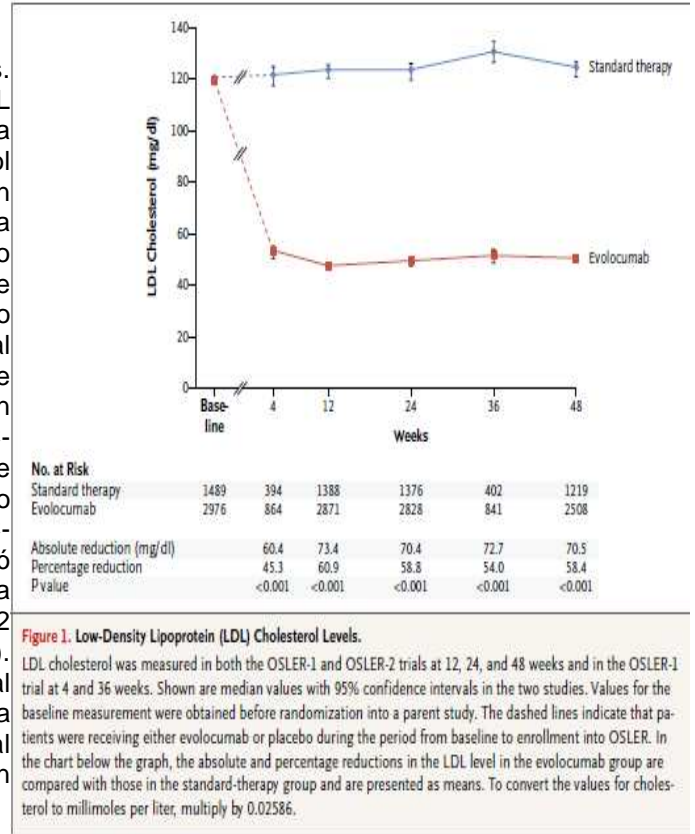 140
120
100
80
60
40
20
0
LDL Cholesterol (mg/dl)
Standard therapy
Evolocumab
Base-
line
4 12 24 36 48
Weeks
No. at Risk
Standard therapy 1489 394 1388 1376 402 1219
Evolocumab 2976 864 2871 2828 841 2508
Absolute reduction (mg/dl) 60.4 73.4 70.4 72.7 70.5
Percentage reduction 45.3 60.9 58.8 54.0 58.4
P value <0.001 <0.001 <0.001 <0.001 <0.001
Figure 1. Low-Density Lipoprotein (LDL) Cholesterol Levels.
LDL cholesterol was measured in both the OSLER-1 and OSLER-2 trials at 12, 24, and 48 weeks and in the OSLER-1
trial at 4 and 36 weeks. Shown are median values with 95% confidence intervals in the two studies. Values for the
baseline measurement were obtained before randomization into a parent study. The dashed lines indicate that pa-
tients were receiving either evolocumab or placebo during the period from baseline to enrollment into OSLER. In
the chart below the graph, the absolute and percentage reductions in the LDL level in the evolocumab group are
compared with those in the standard-therapy group and are presented as means. To convert the values for choles-
terol to millimoles per liter, multiply by 0.02586.